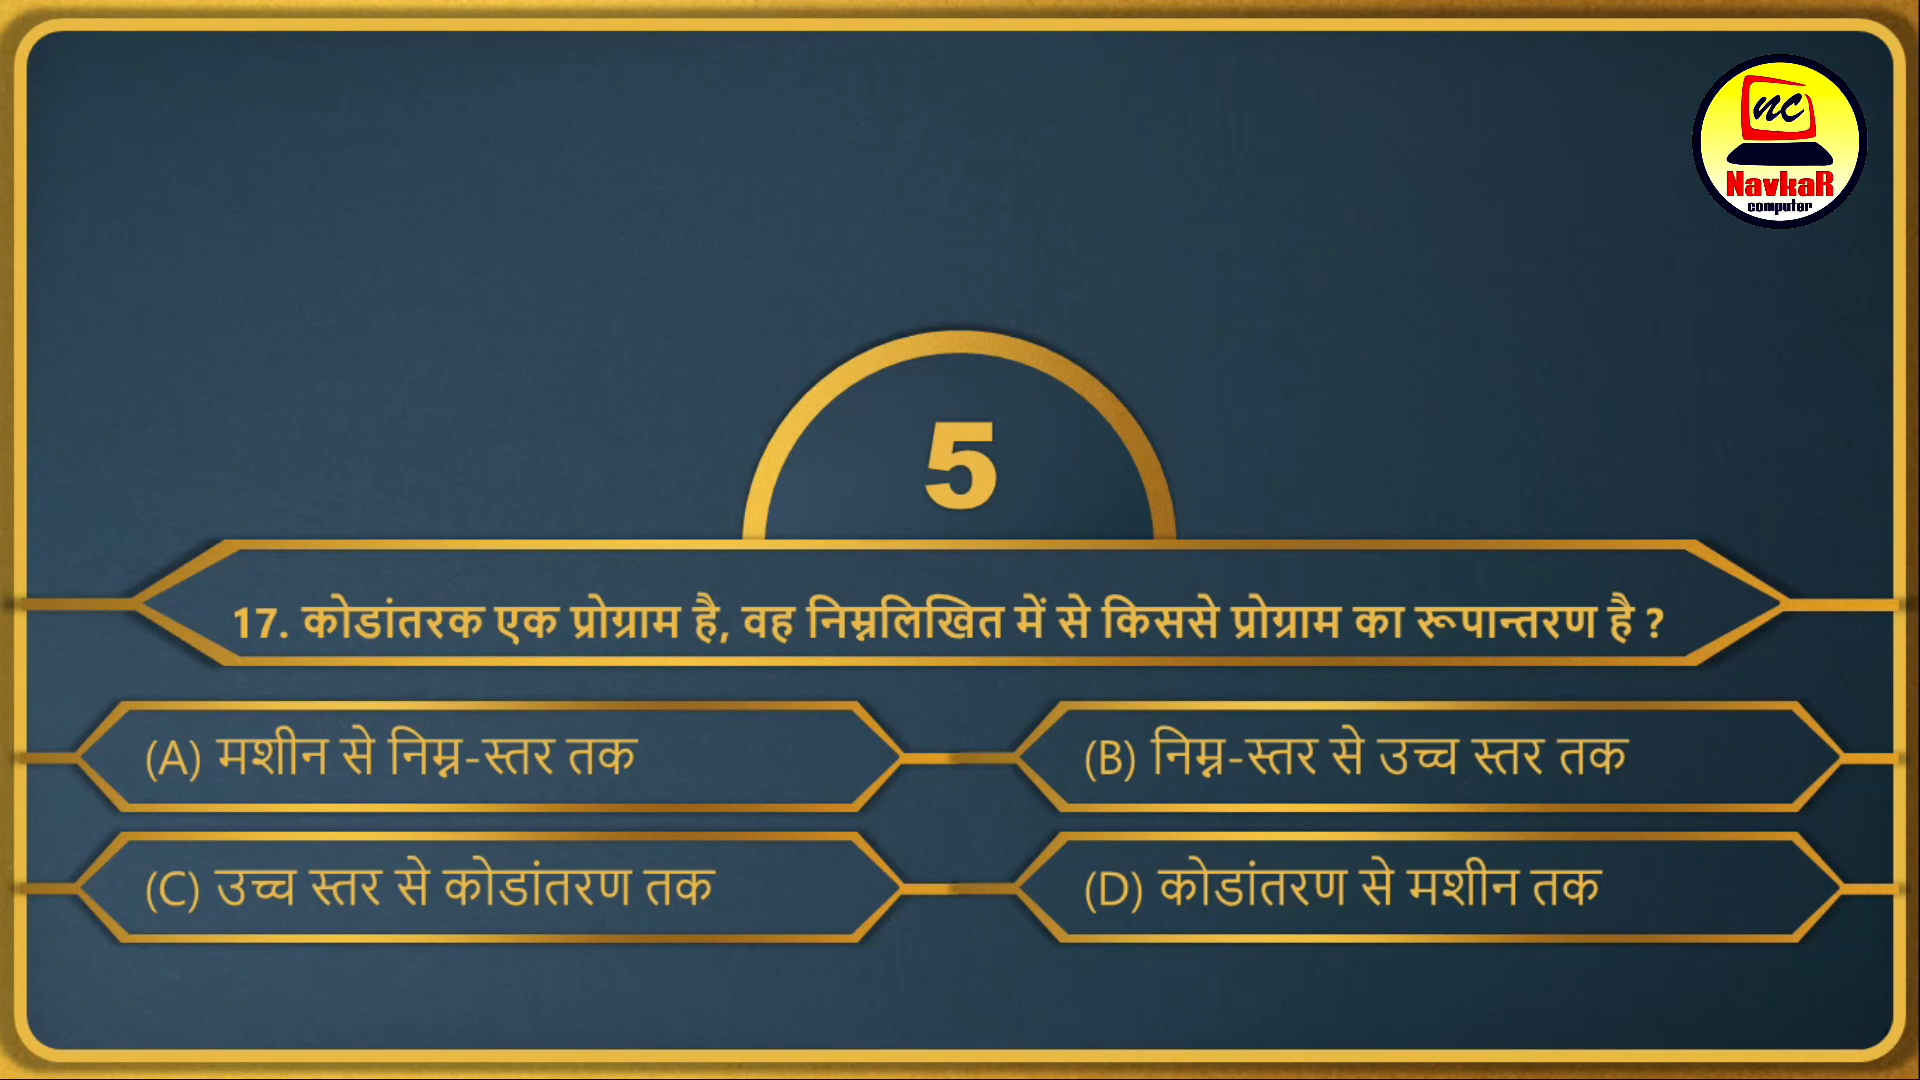 nc
NavkaR
computer
5
17. कोडांतरक एक प्रोग्राम है, वह निम्नलिखित में से किससे प्रोग्राम का रूपान्तरण है ?
(A) मशीन से निम्न-स्तर तक
(B) निम्न-स्तर से उच्च स्तर तक
(C) उच्च स्तर से कोडांतरण तक
(D) कोडांतरण से मशीन तक